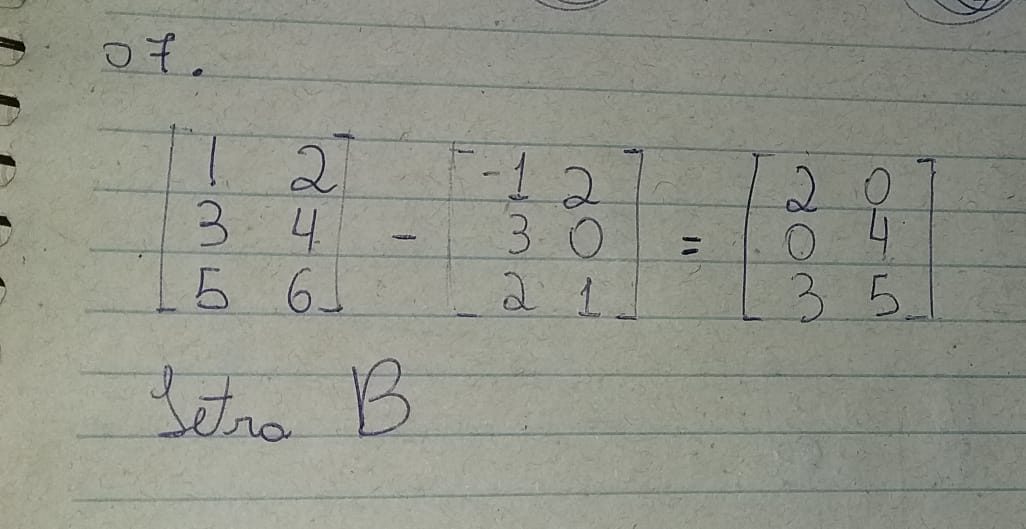 07.
[1 2] [-1 2] [2 0]
[3 4] - [3 0] = [0 4]
[5 6] [2 1] [3 5]
Letra B